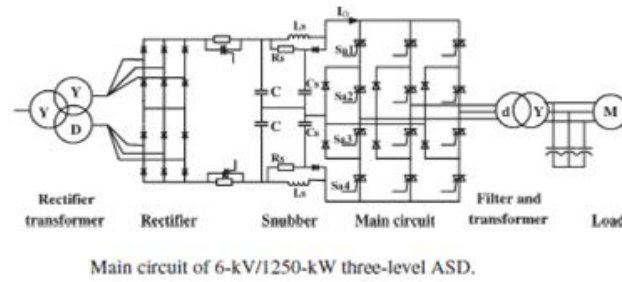 Ls
I₀
Rs
Sa1
Y
Y
D
C
Cs
Sa2
C
Cs
Sa3
d
Y
M
Rs
Sa4
Ls
Rectifier transformer
Rectifier
Snubber
Main circuit
Filter and transformer
Load
Main circuit of 6-kV/1250-kW three-level ASD.